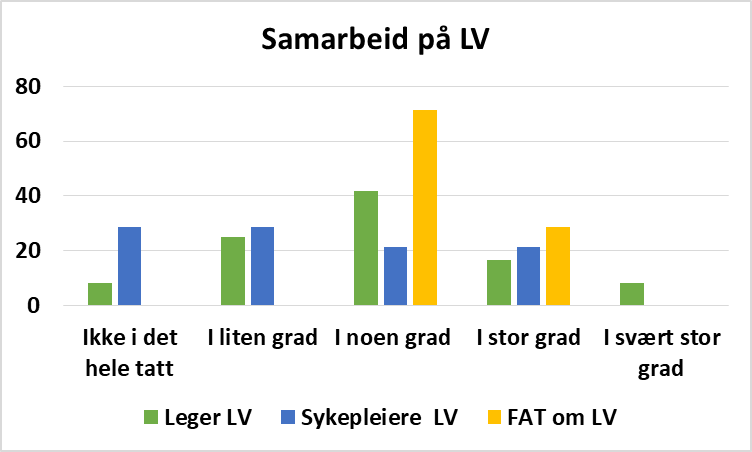 Samarbeid på LV
80
60
40
20
0
Ikke i det
hele tatt
I liten grad
I noen grad
I stor grad
I svært stor
grad
Leger LV
Sykepleiere  LV
FAT om LV